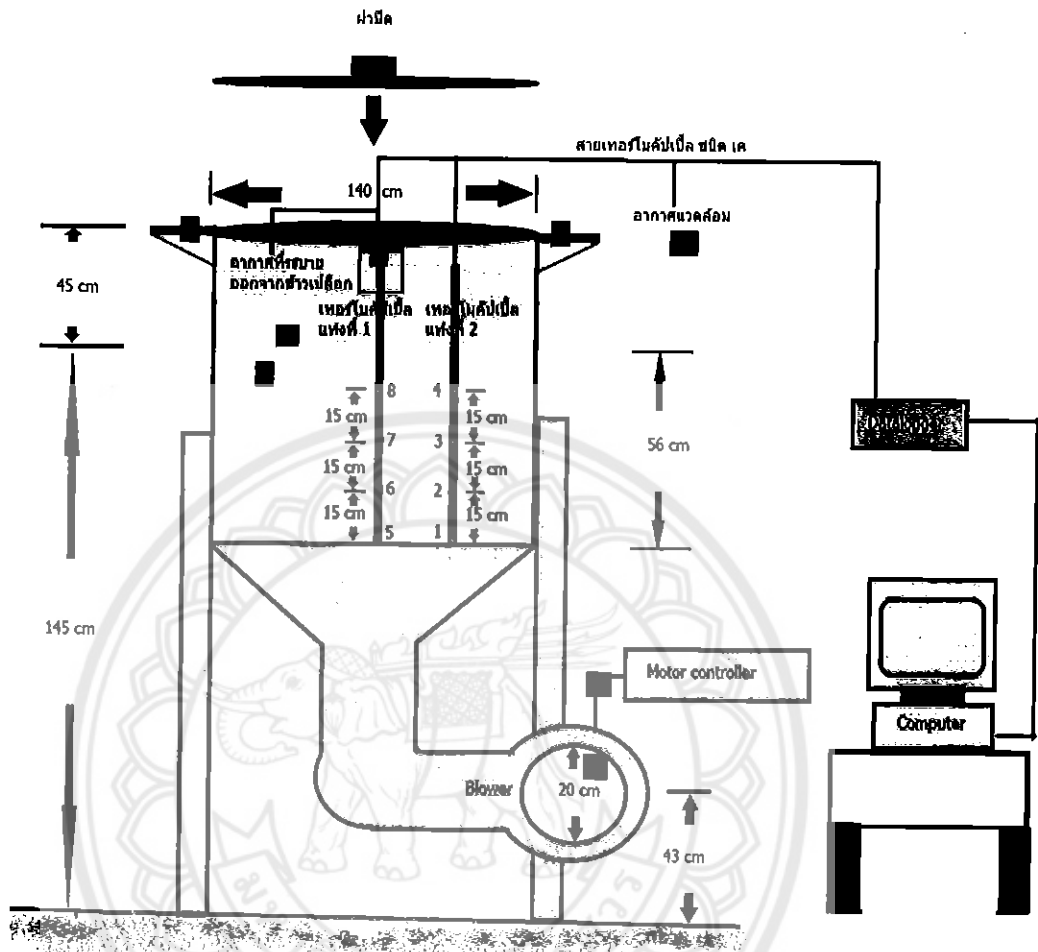 ฝาปิด
สายเทอร์โมคัปเปิ้ล ชนิด เค
140 cm
อากาศแวดล้อม
อากาศที่ระบาย
ออกจากข้าวเปลือก
45 cm
เทอร์โมคัปเปิ้ล
แท่งที่ 1
เทอร์โมคัปเปิ้ล
แท่งที่ 2
8
4
15 cm
15 cm
7
3
56 cm
15 cm
15 cm
6
2
15 cm
15 cm
5
1
145 cm
Motor controller
Computer
Blower
20 cm
43 cm